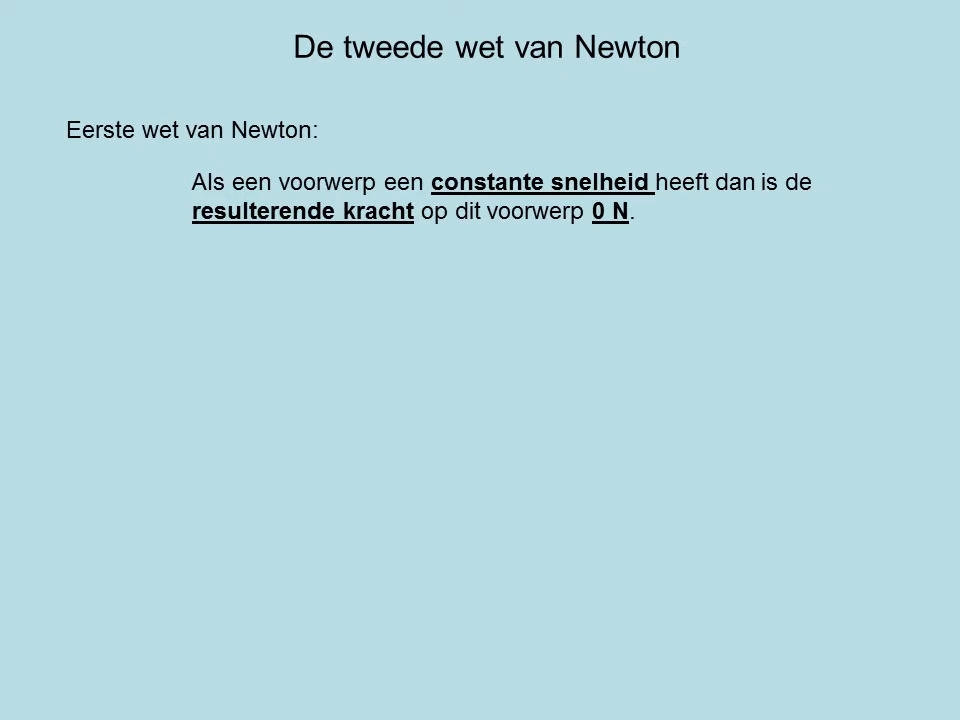 De tweede wet van Newton
Eerste wet van Newton:
Als een voorwerp een constante snelheid heeft dan is de
resulterende kracht op dit voorwerp 0 N.